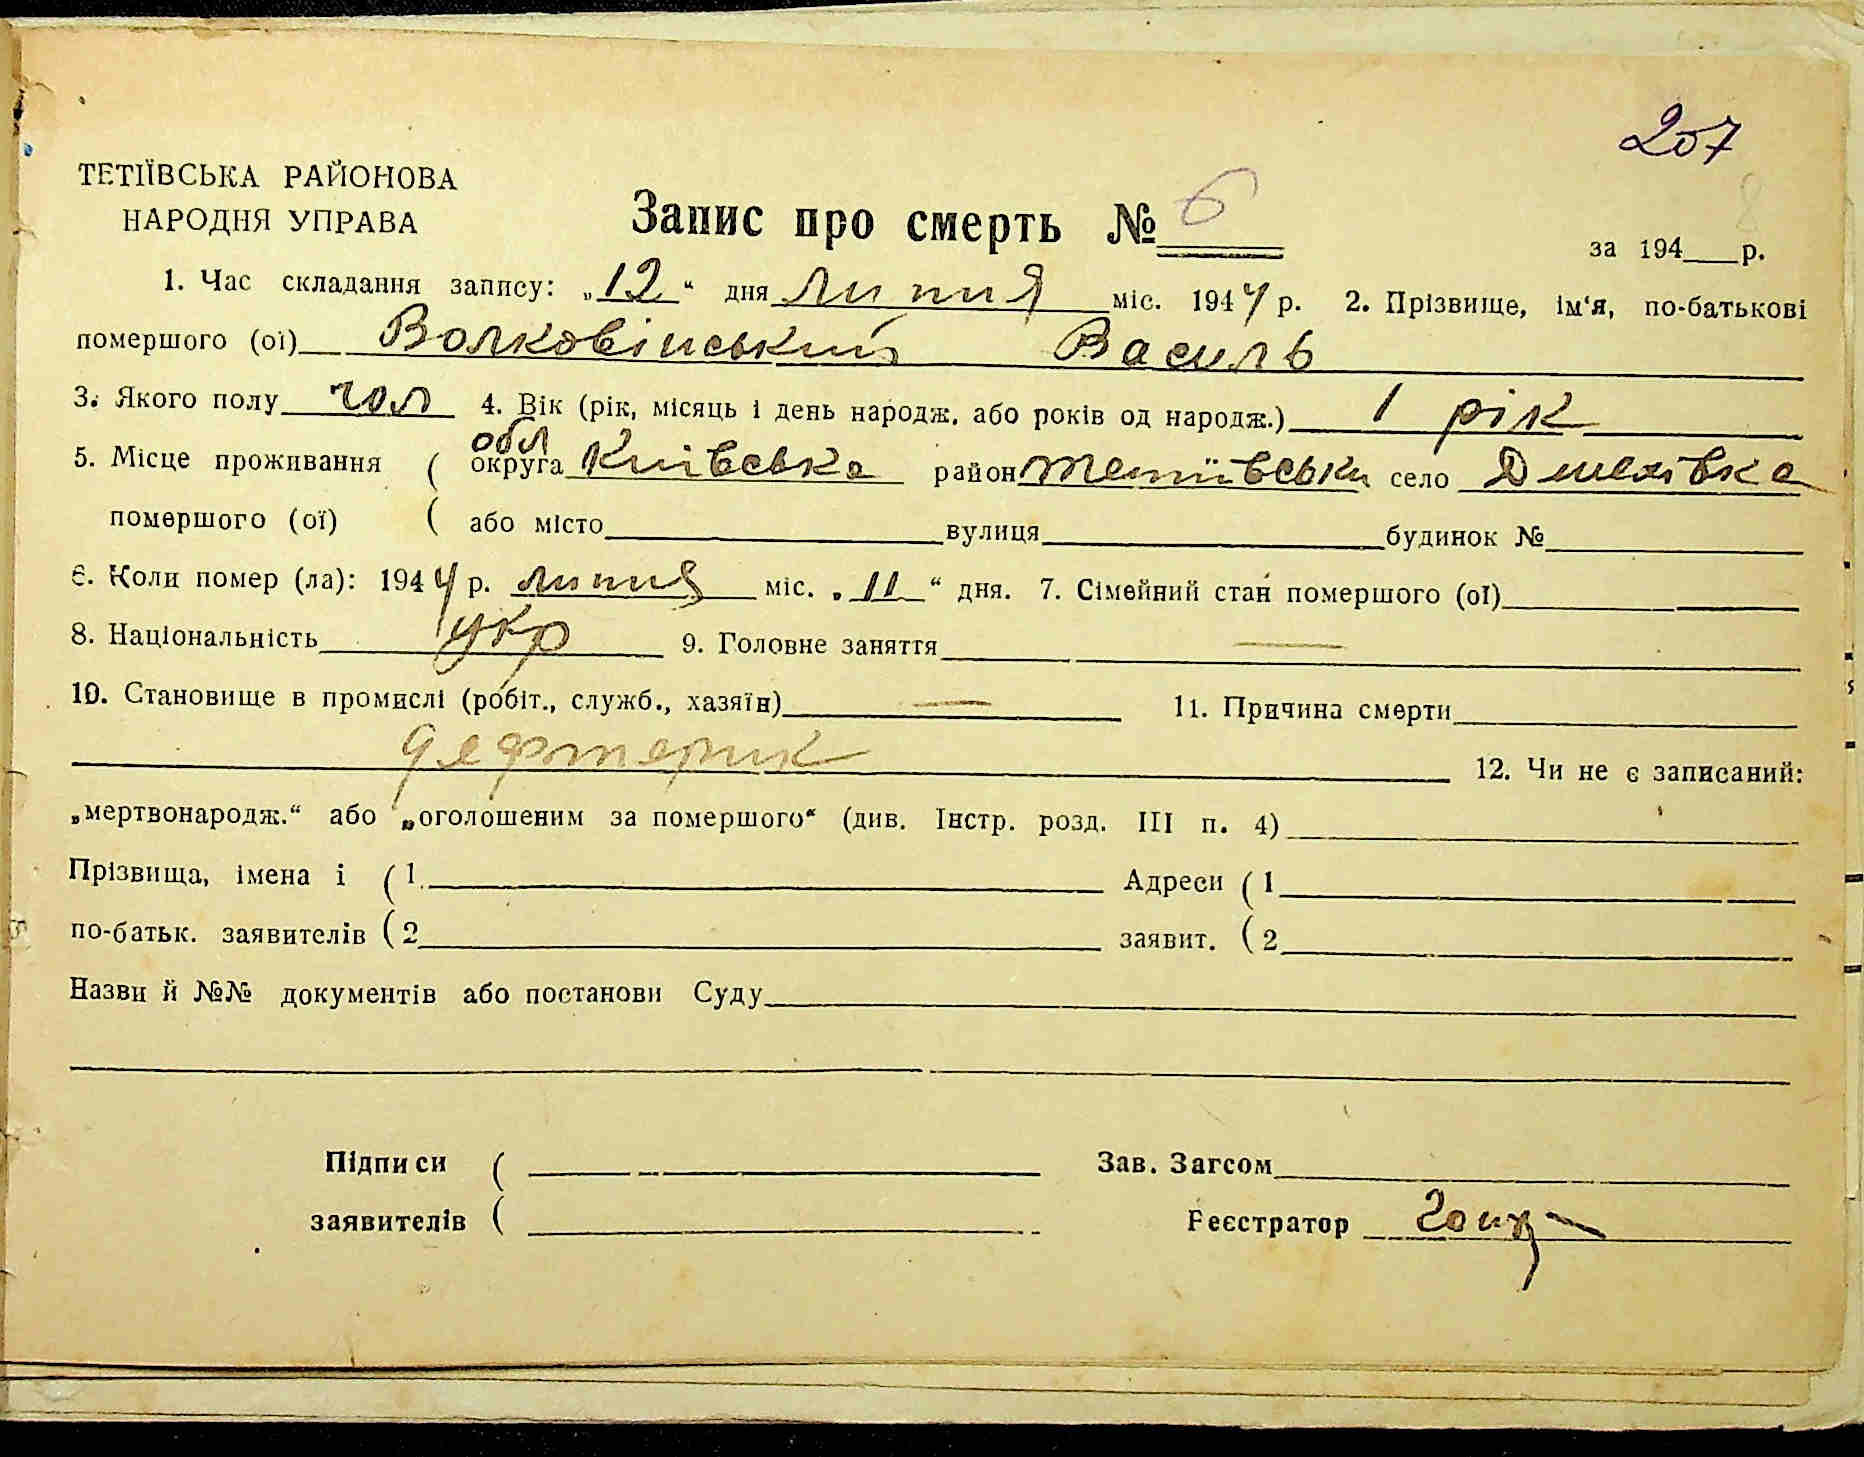 207
ТЕТІЇВСЬКА РАЙОНОВА
НАРОДНЯ УПРАВА
Запис про смерть № 6
за 194 р.
1. Час складання запису: „12“ дня липня міс. 1944 р. 2. Прізвище, ім‘я, по-батькові
помершого (ої) Волковінський Василь
3. Якого полу чол 4. Вік (рік, місяць і день народж. або років од народж.) 1 рік
обл
5. Місце проживання ( округа Київська район Тетіївськи село
помершого (ої) ( або місто вулиця будинок №
6. Коли помер (ла): 1944 р. липня міс. „11“ дня. 7. Сімейний стан помершого (ої)
8. Національність укр 9. Головне заняття —
10. Становище в промислі (робіт., служб., хазяїн) — 11. Причина смерти
дефтерик 12. Чи не є записаний:
„мертвонародж.“ або „оголошеним за помершого“ (див. Інстр. розд. III п. 4)
Прізвища, імена і ( 1. Адреси ( 1
по-батьк. заявителів ( 2 заявит. ( 2
Назви й №№ документів або постанови Суду
Підписи ( Зав. Загсом
заявителів ( Реєстратор